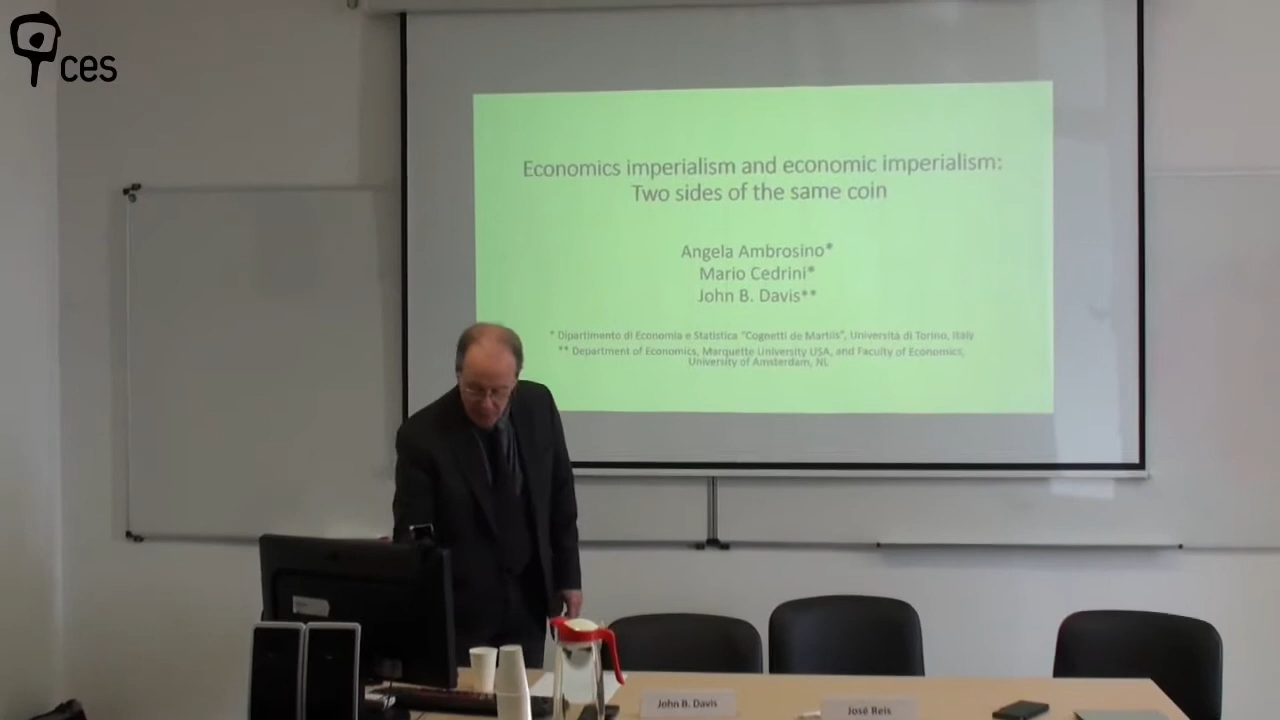 ces
Economics imperialism and economic imperialism:
Two sides of the same coin
Angela Ambrosino*
Mario Cedrini*
John B. Davis**
* Dipartimento di Economia e Statistica "Cognetti de Martiis", Università di Torino, Italy
** Department of Economics, Marquette University USA, and Faculty of Economics,
University of Amsterdam, NL
John B. Davis
José Reis